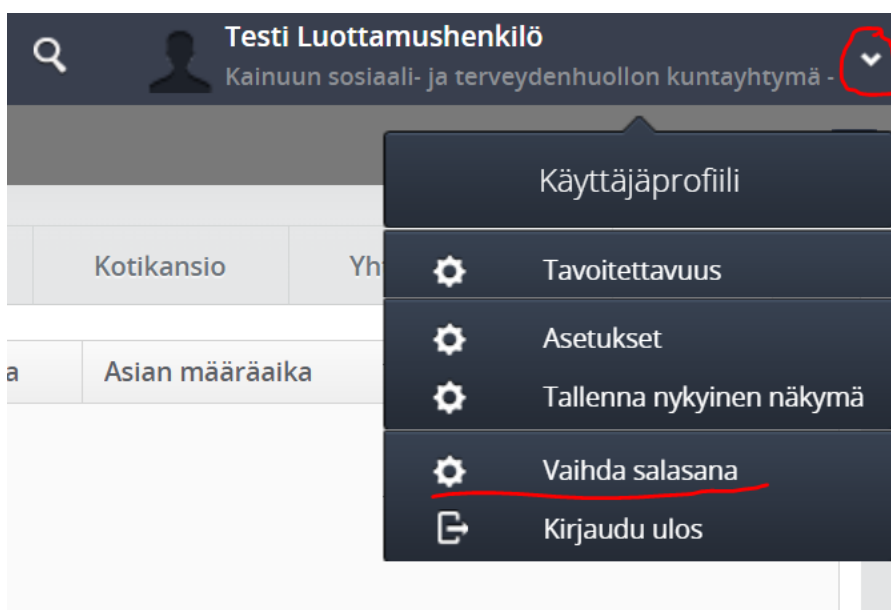 Testi Luottamushenkilö
Kainuun sosiaali- ja terveydenhuollon kuntayhtymä -
Käyttäjäprofiili
Kotikansio
Yh
Tavoitettavuus
a
Asian määräaika
Asetukset
Tallenna nykyinen näkymä
Vaihda salasana
Kirjaudu ulos